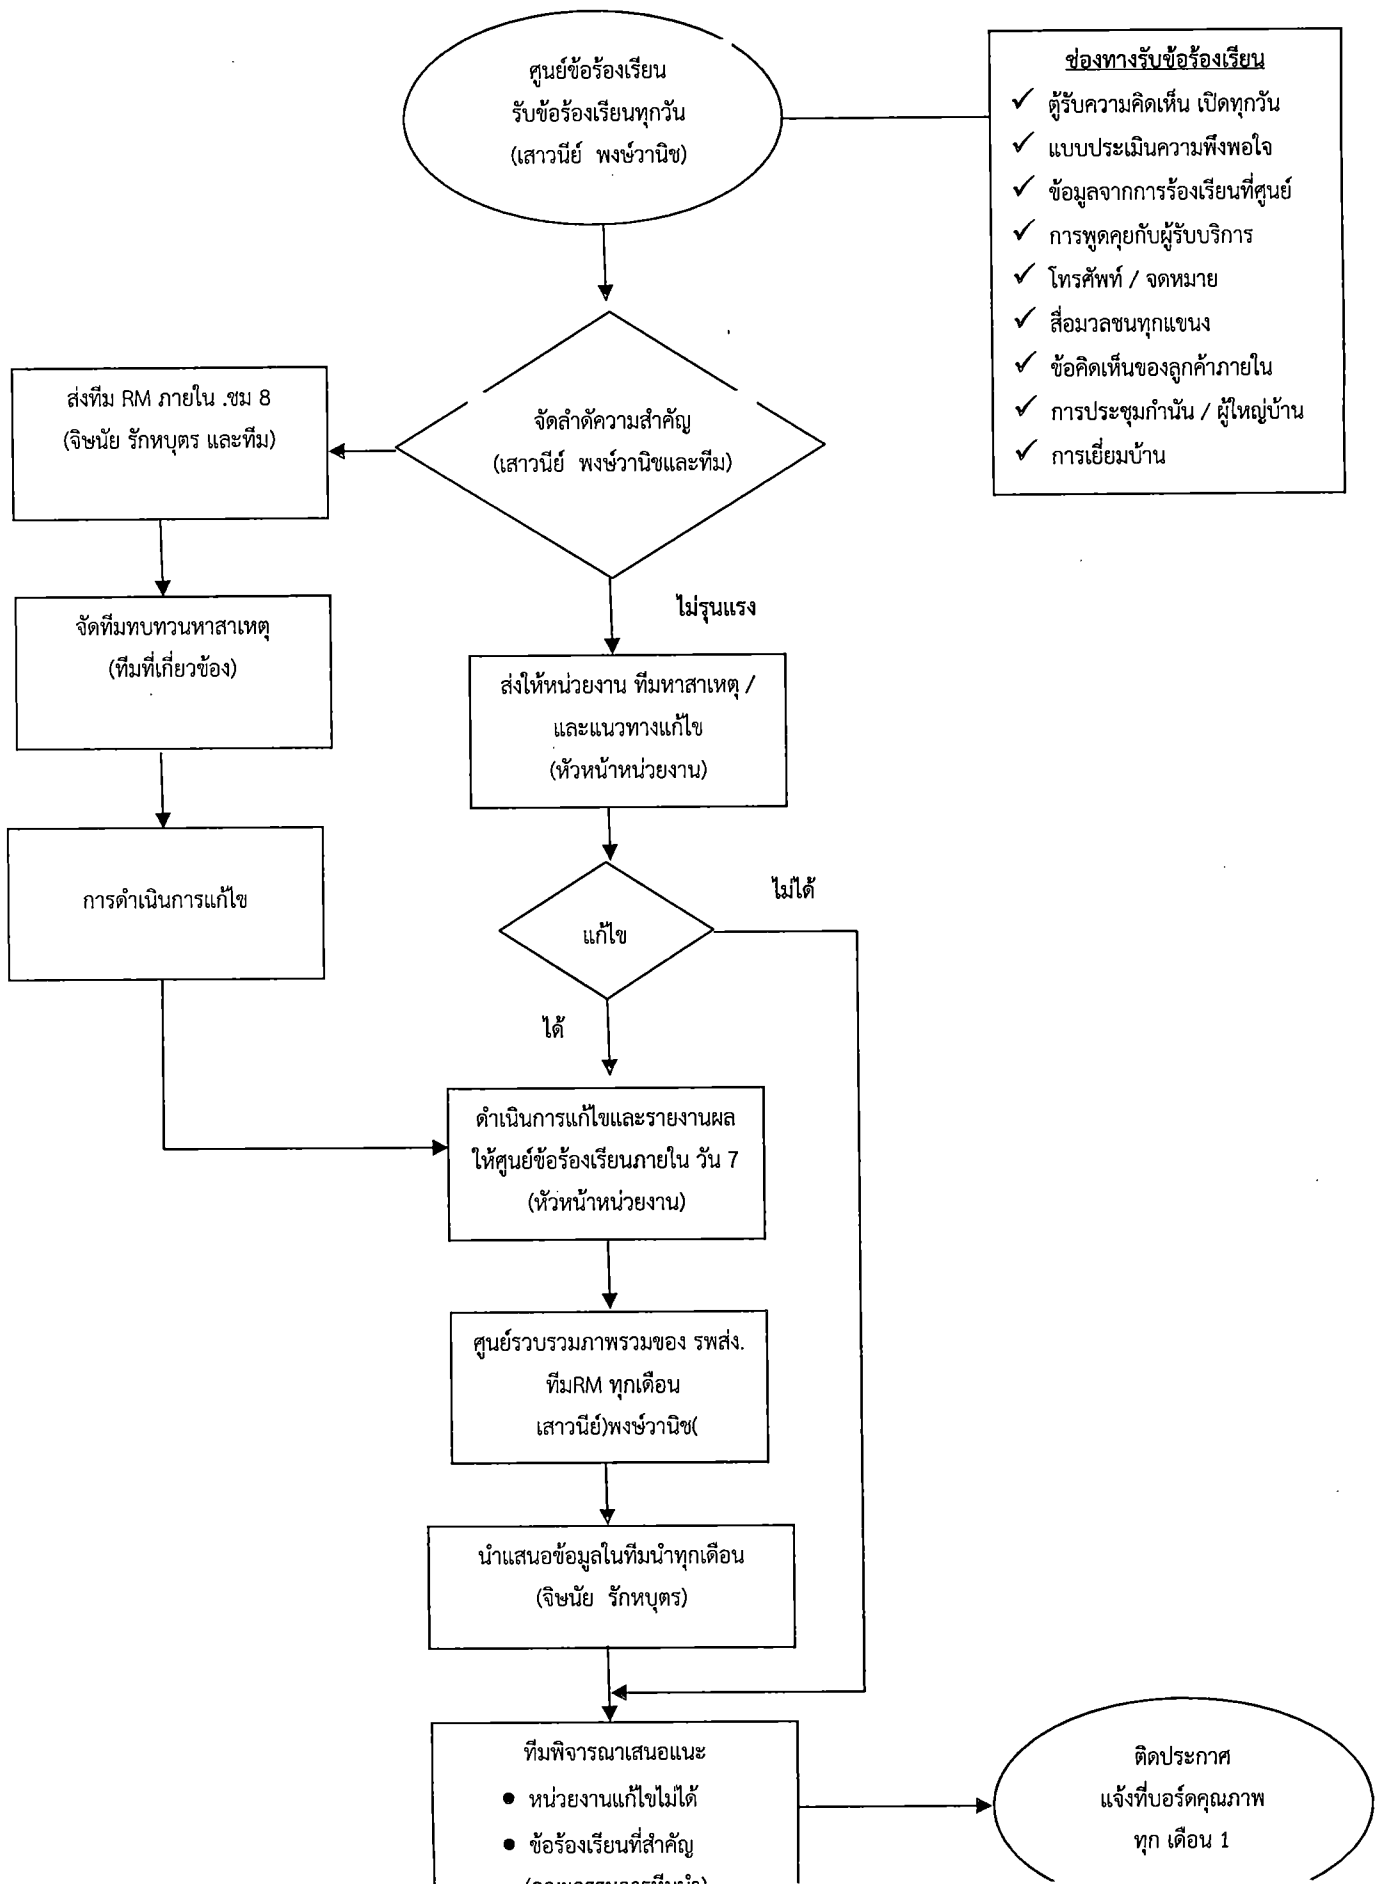 ศูนย์ข้อร้องเรียน
รับข้อร้องเรียนทุกวัน
(เสาวนีย์ พงษ์วานิช)
ช่องทางรับข้อร้องเรียน
✓ ตู้รับความคิดเห็น เปิดทุกวัน
✓ แบบประเมินความพึงพอใจ
✓ ข้อมูลจากการร้องเรียนที่ศูนย์
✓ การพูดคุยกับผู้รับบริการ
✓ โทรศัพท์ / จดหมาย
✓ สื่อมวลชนทุกแขนง
✓ ข้อคิดเห็นของลูกค้าภายใน
✓ การประชุมกำนัน / ผู้ใหญ่บ้าน
✓ การเยี่ยมบ้าน
จัดลำดัความสำคัญ
(เสาวนีย์ พงษ์วานิชและทีม)
ส่งทีม RM ภายใน .ชม 8
(จิษนัย รักหบุตร และทีม)
จัดทีมทบทวนหาสาเหตุ
(ทีมที่เกี่ยวข้อง)
การดำเนินการแก้ไข
ไม่รุนแรง
ส่งให้หน่วยงาน ทีมหาสาเหตุ /
และแนวทางแก้ไข
(หัวหน้าหน่วยงาน)
แก้ไข
ไม่ได้
ได้
ดำเนินการแก้ไขและรายงานผล
ให้ศูนย์ข้อร้องเรียนภายใน วัน 7
(หัวหน้าหน่วยงาน)
ศูนย์รวบรวมภาพรวมของ รพส่ง.
ทีมRM ทุกเดือน
เสาวนีย์)พงษ์วานิช(
นำแสนอข้อมูลในทีมนำทุกเดือน
(จิษนัย รักหบุตร)
ทีมพิจารณาเสนอแนะ
● หน่วยงานแก้ไขไม่ได้
● ข้อร้องเรียนที่สำคัญ
ติดประกาศ
แจ้งที่บอร์ดคุณภาพ
ทุก เดือน 1